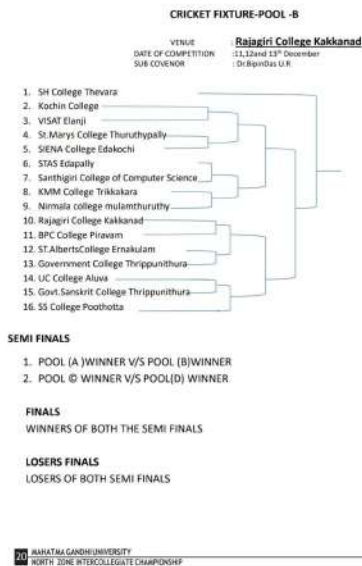 CRICKET FIXTURE-POOL -B
VENUE : Rajagiri College Kakkanad
DATE OF COMPETITION :11,12and 13th December
SUB COVENOR : Dr.BipinDas U.R
1. SH College Thevara
2. Kochin College
3. VISAT Elanji
4. St.Marys College Thuruthypally
5. SIENA College Edakochi
6. STAS Edapally
7. Santhigiri College of Computer Science
8. KMM College Trikkakara
9. Nirmala college mulamthuruthy
10. Rajagiri College Kakkanad
11. BPC College Piravam
12. ST.AlbertsCollege Ernakulam
13. Government College Thrippunithura
14. UC College Aluva
15. Govt.Sanskrit College Thrippunithura
16. SS College Poothotta
SEMI FINALS
1. POOL (A )WINNER V/S POOL (B)WINNER
2. POOL © WINNER V/S POOL(D) WINNER
FINALS
WINNERS OF BOTH THE SEMI FINALS
LOSERS FINALS
LOSERS OF BOTH SEMI FINALS
20 MAHATMA GANDHI UNIVERSITY
NORTH ZONE INTERCOLLEGIATE CHAMPIONSHIP